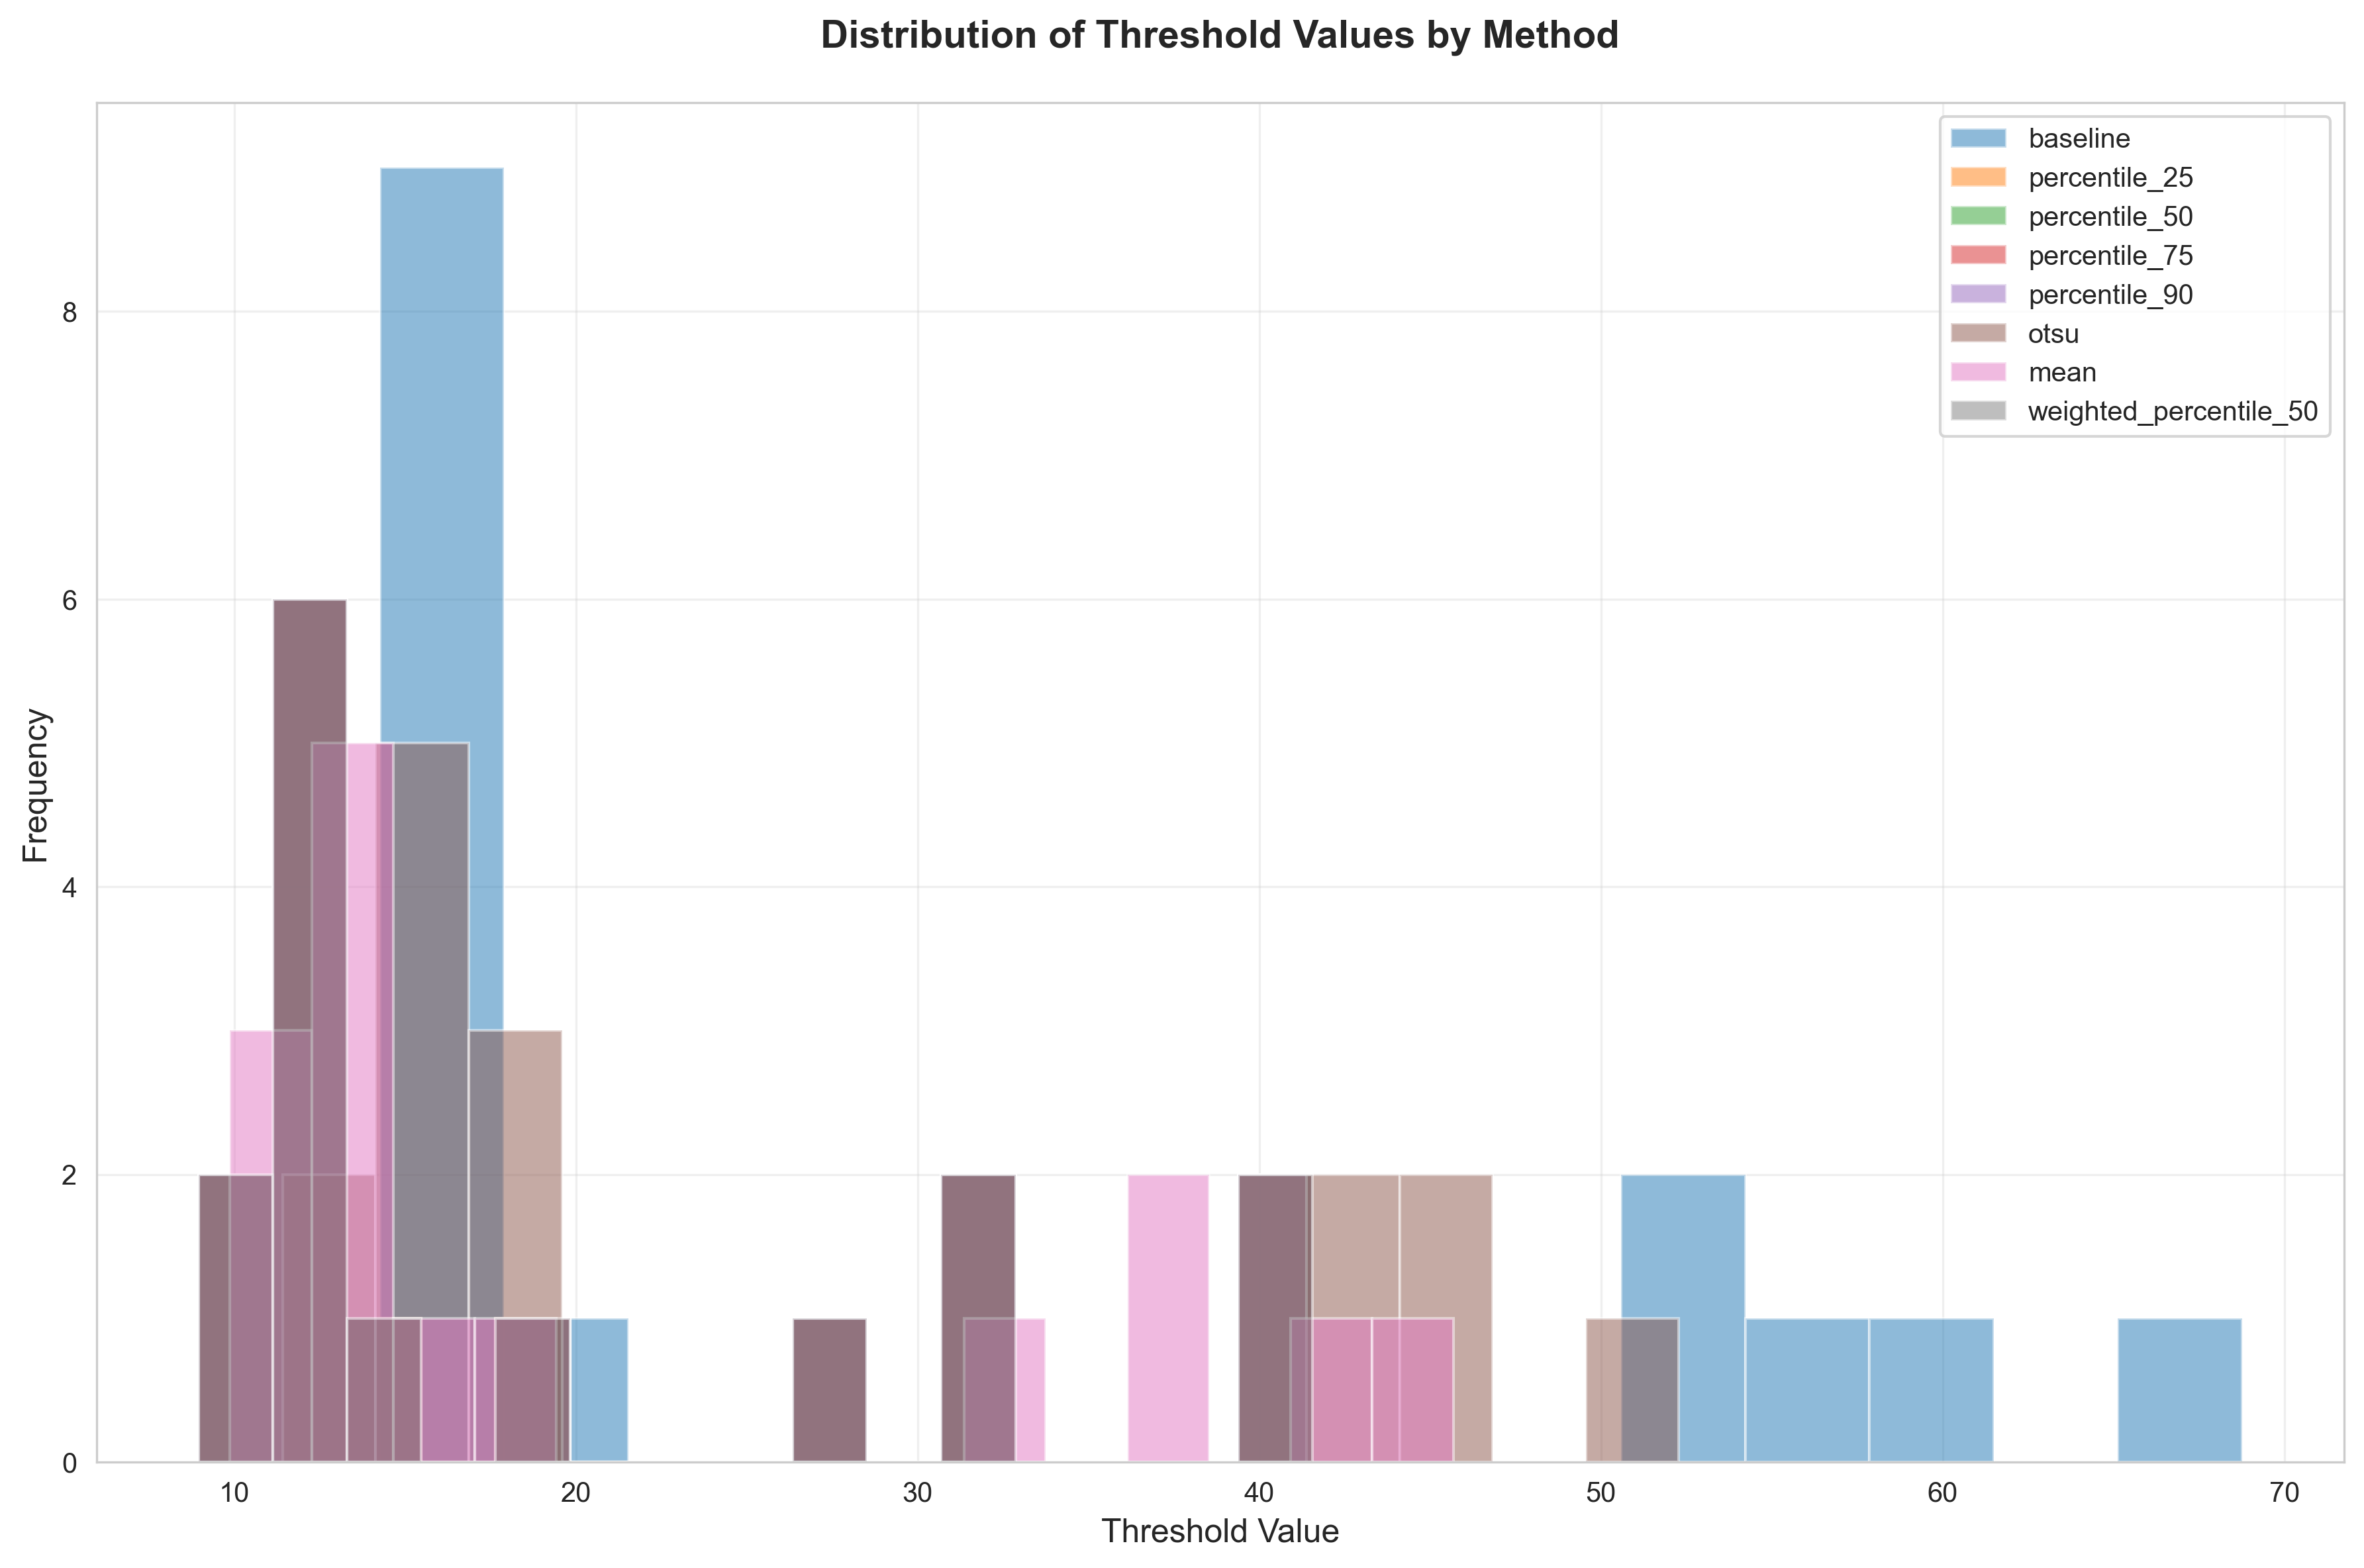 Distribution of Threshold Values by Method
baseline
percentile_25
percentile_50
percentile_75
percentile_90
otsu
mean
weighted_percentile_50
Frequency
8
6
4
2
0
10 20 30 40 50 60 70
Threshold Value